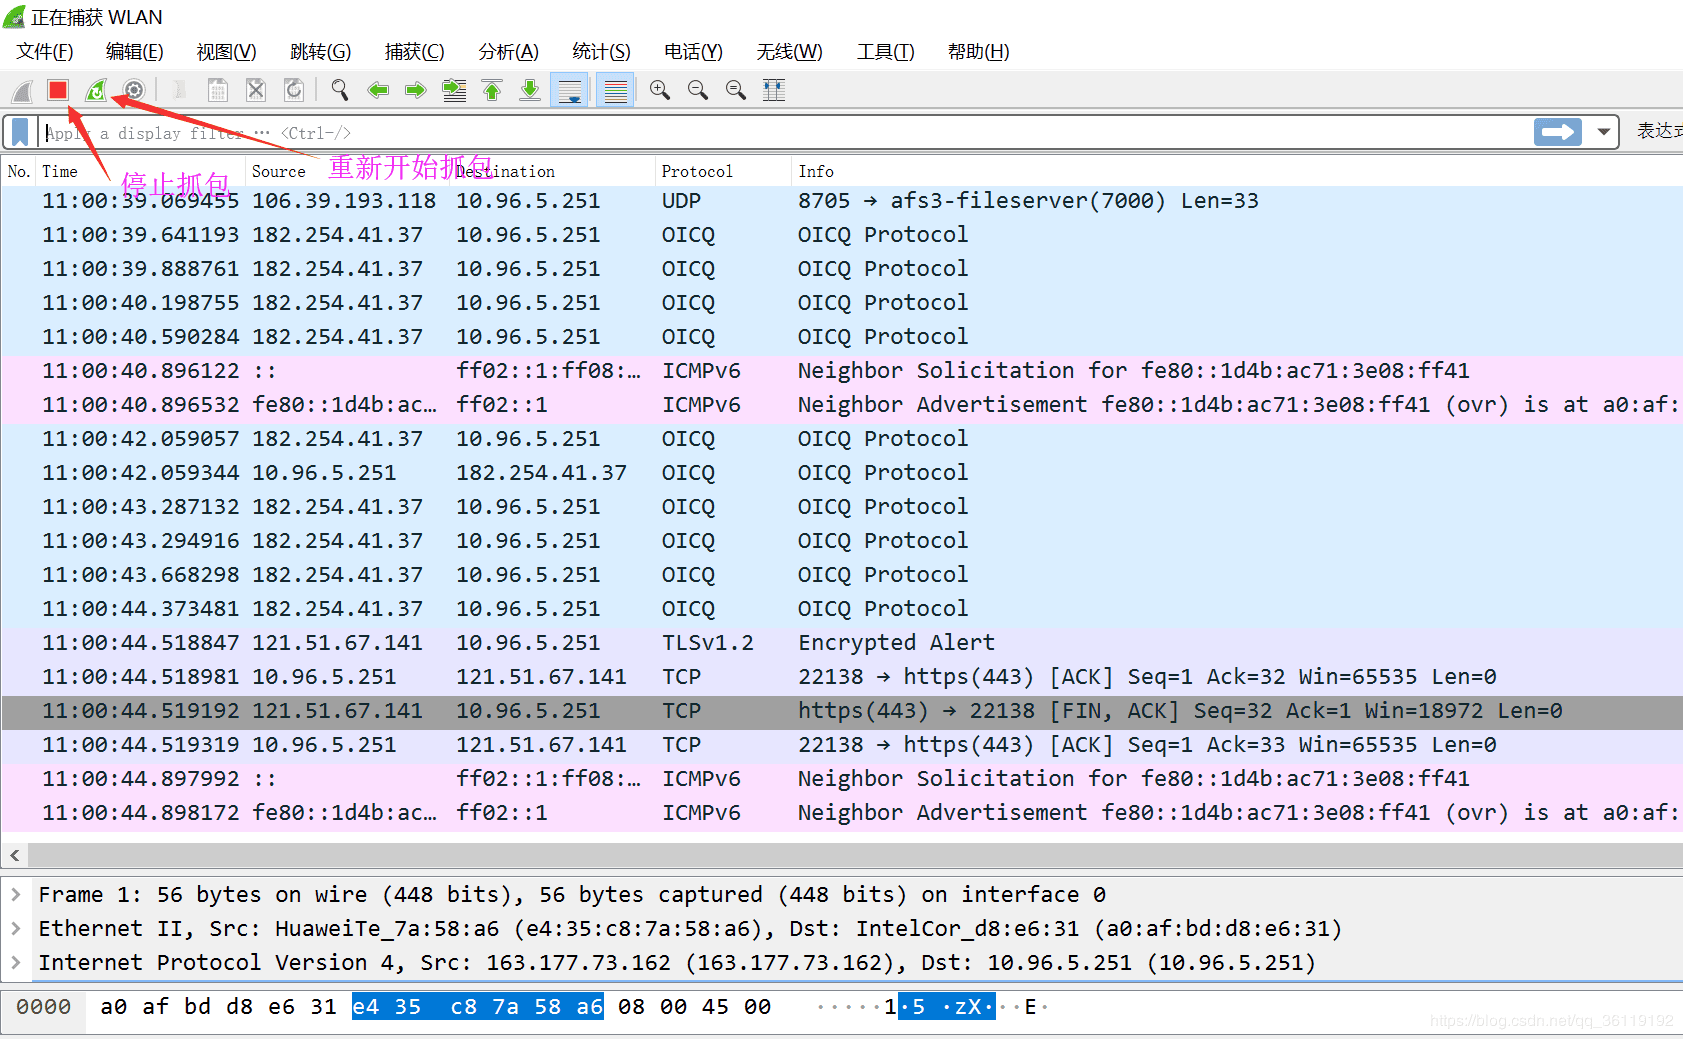 正在捕获 WLAN
文件(F) 编辑(E) 视图(V) 跳转(G) 捕获(C) 分析(A) 统计(S) 电话(Y) 无线(W) 工具(T) 帮助(H)
Apply a display filter ··· <Ctrl-/> 表达式
停止抓包
重新开始抓包
No. Time Source Destination Protocol Info
11:00:39.069455 106.39.193.118 10.96.5.251 UDP 8705 → afs3-fileserver(7000) Len=33
11:00:39.641193 182.254.41.37 10.96.5.251 OICQ OICQ Protocol
11:00:39.888761 182.254.41.37 10.96.5.251 OICQ OICQ Protocol
11:00:40.198755 182.254.41.37 10.96.5.251 OICQ OICQ Protocol
11:00:40.590284 182.254.41.37 10.96.5.251 OICQ OICQ Protocol
11:00:40.896122 :: ff02::1:ff08:… ICMPv6 Neighbor Solicitation for fe80::1d4b:ac71:3e08:ff41
11:00:40.896532 fe80::1d4b:ac… ff02::1 ICMPv6 Neighbor Advertisement fe80::1d4b:ac71:3e08:ff41 (ovr) is at a0:af:
11:00:42.059057 182.254.41.37 10.96.5.251 OICQ OICQ Protocol
11:00:42.059344 10.96.5.251 182.254.41.37 OICQ OICQ Protocol
11:00:43.287132 182.254.41.37 10.96.5.251 OICQ OICQ Protocol
11:00:43.294916 182.254.41.37 10.96.5.251 OICQ OICQ Protocol
11:00:43.668298 182.254.41.37 10.96.5.251 OICQ OICQ Protocol
11:00:44.373481 182.254.41.37 10.96.5.251 OICQ OICQ Protocol
11:00:44.518847 121.51.67.141 10.96.5.251 TLSv1.2 Encrypted Alert
11:00:44.518981 10.96.5.251 121.51.67.141 TCP 22138 → https(443) [ACK] Seq=1 Ack=32 Win=65535 Len=0
11:00:44.519192 121.51.67.141 10.96.5.251 TCP https(443) → 22138 [FIN, ACK] Seq=32 Ack=1 Win=18972 Len=0
11:00:44.519319 10.96.5.251 121.51.67.141 TCP 22138 → https(443) [ACK] Seq=1 Ack=33 Win=65535 Len=0
11:00:44.897992 :: ff02::1:ff08:… ICMPv6 Neighbor Solicitation for fe80::1d4b:ac71:3e08:ff41
11:00:44.898172 fe80::1d4b:ac… ff02::1 ICMPv6 Neighbor Advertisement fe80::1d4b:ac71:3e08:ff41 (ovr) is at a0:af:
Frame 1: 56 bytes on wire (448 bits), 56 bytes captured (448 bits) on interface 0
Ethernet II, Src: HuaweiTe_7a:58:a6 (e4:35:c8:7a:58:a6), Dst: IntelCor_d8:e6:31 (a0:af:bd:d8:e6:31)
Internet Protocol Version 4, Src: 163.177.73.162 (163.177.73.162), Dst: 10.96.5.251 (10.96.5.251)
0000 a0 af bd d8 e6 31 e4 35 c8 7a 58 a6 08 00 45 00 ·····1·5 ·zX···E·
https://blog.csdn.net/qq_36119192